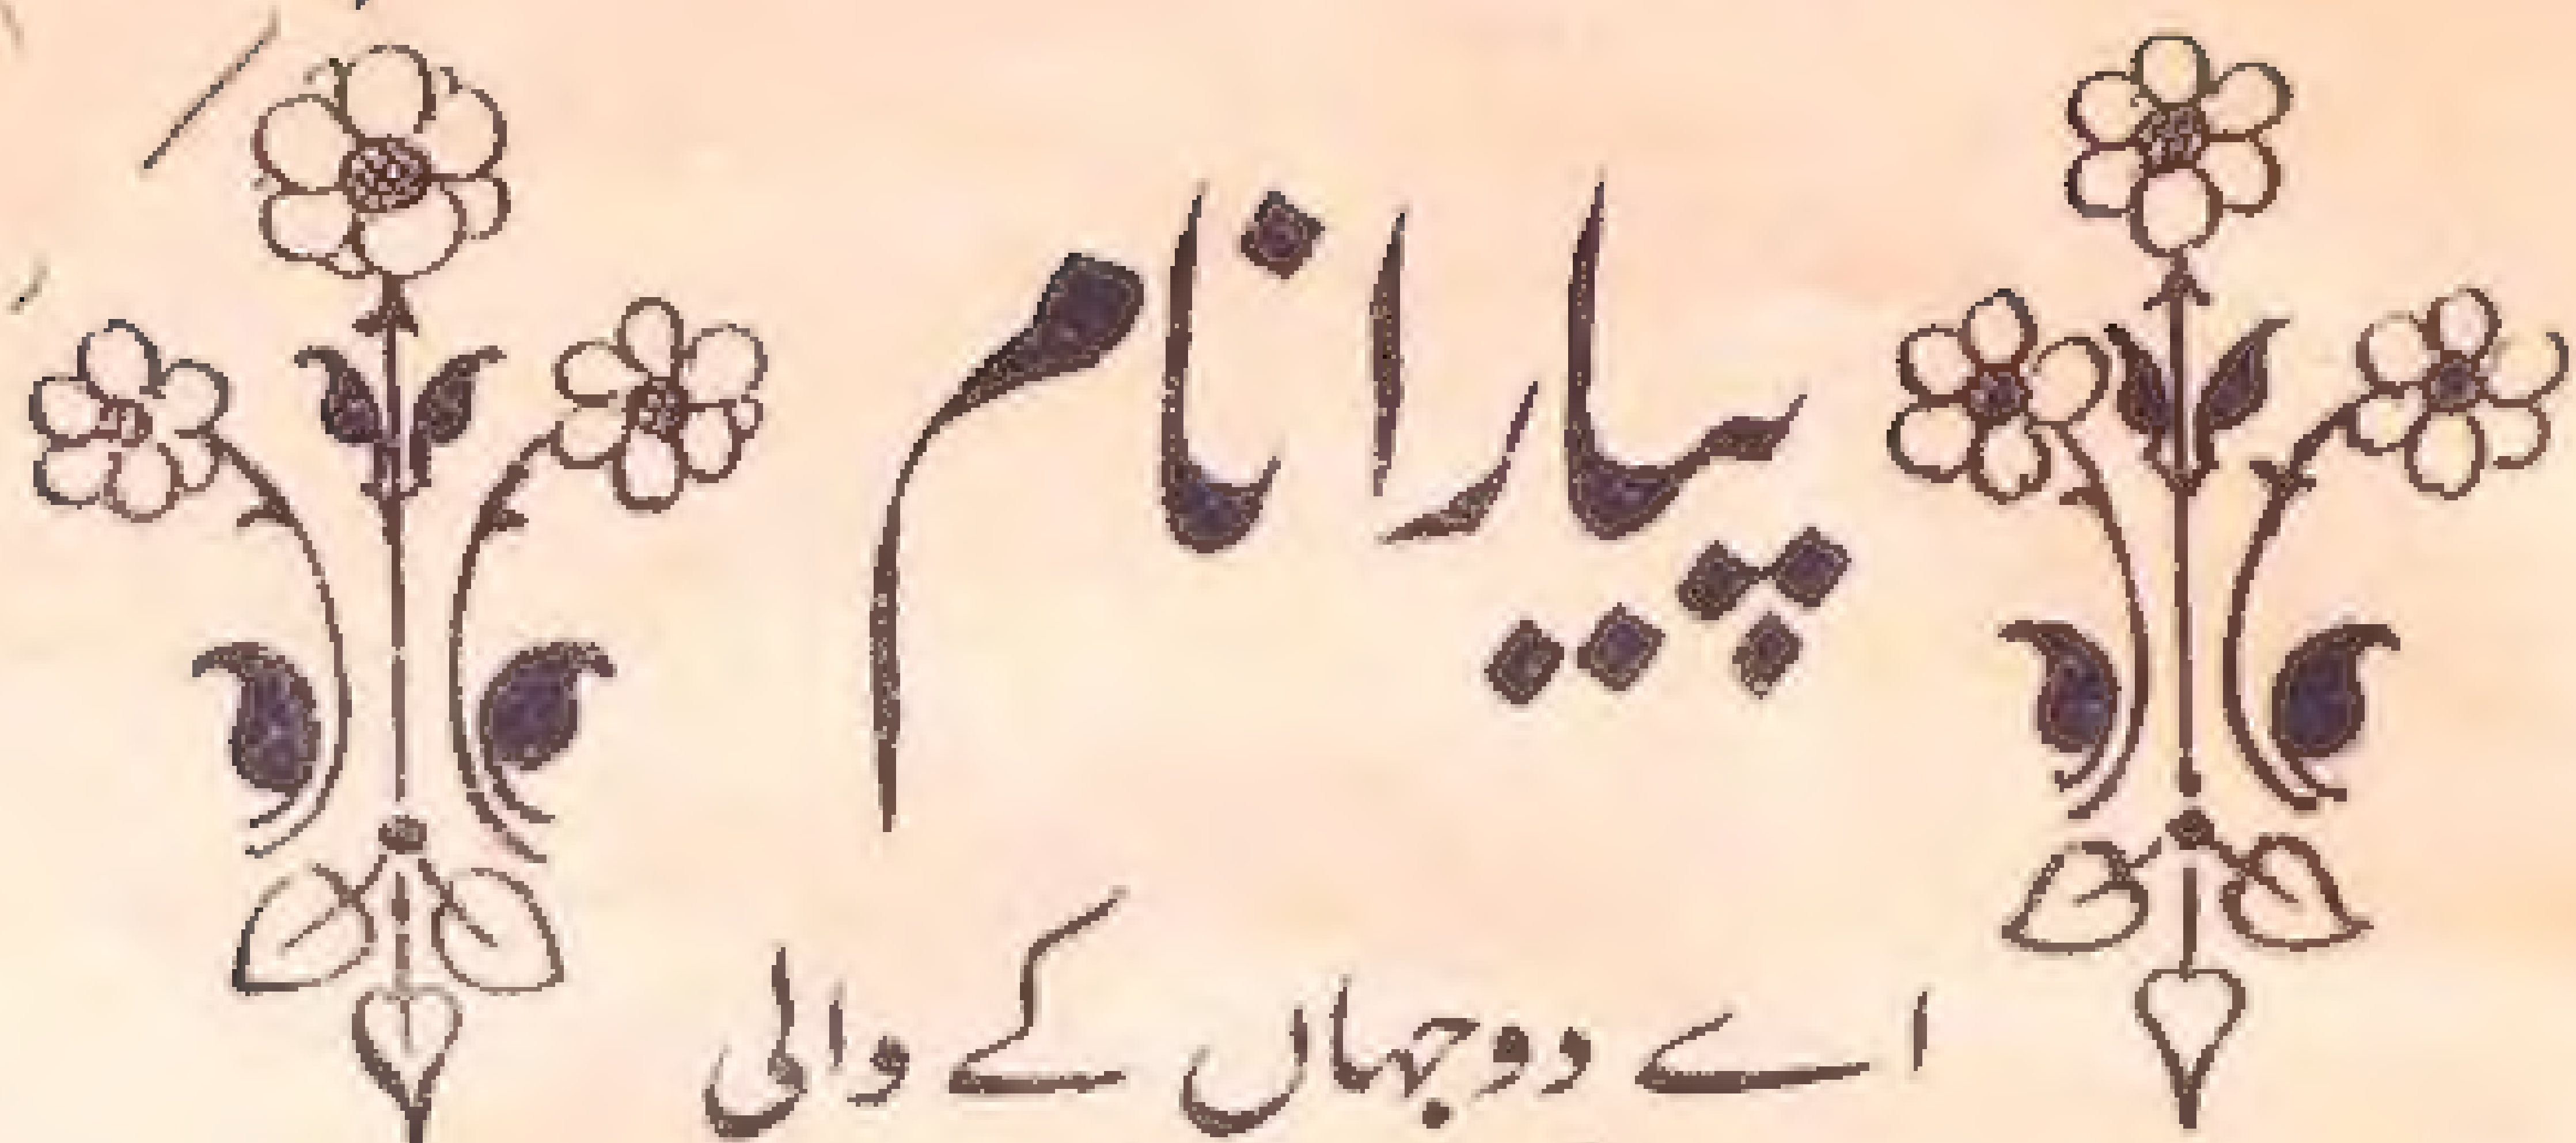 پیارا نام
اے دو جہاں کے والی